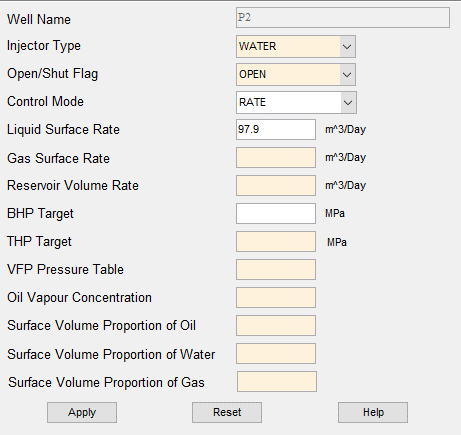 Well Name P2
Injector Type WATER
Open/Shut Flag OPEN
Control Mode RATE
Liquid Surface Rate 97.9 m^3/Day
Gas Surface Rate m^3/Day
Reservoir Volume Rate m^3/Day
BHP Target MPa
THP Target MPa
VFP Pressure Table
Oil Vapour Concentration
Surface Volume Proportion of Oil
Surface Volume Proportion of Water
Surface Volume Proportion of Gas
Apply Reset Help